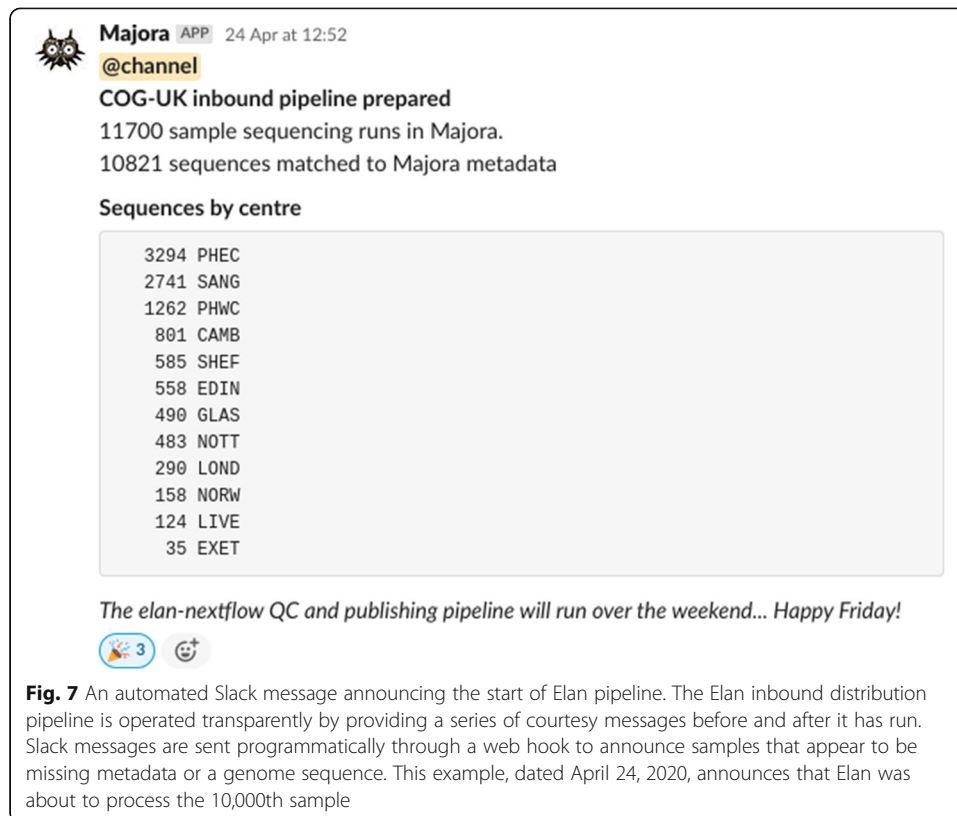 Majora APP 24 Apr at 12:52
@channel
COG-UK inbound pipeline prepared
11700 sample sequencing runs in Majora.
10821 sequences matched to Majora metadata
Sequences by centre
3294 PHEC
2741 SANG
1262 PHWC
801 CAMB
585 SHEF
558 EDIN
490 GLAS
483 NOTT
290 LOND
158 NORW
124 LIVE
35 EXET
The elan-nextflow QC and publishing pipeline will run over the weekend... Happy Friday!
3
Fig. 7 An automated Slack message announcing the start of Elan pipeline. The Elan inbound distribution
pipeline is operated transparently by providing a series of courtesy messages before and after it has run.
Slack messages are sent programmatically through a web hook to announce samples that appear to be
missing metadata or a genome sequence. This example, dated April 24, 2020, announces that Elan was
about to process the 10,000th sample